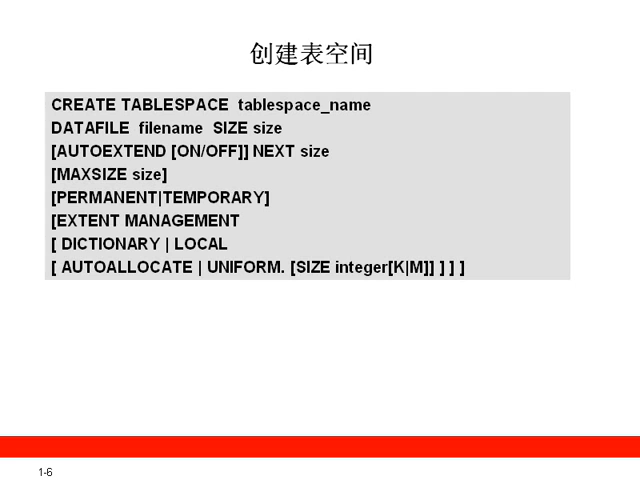 创建表空间
CREATE TABLESPACE tablespace_name
DATAFILE filename SIZE size
[AUTOEXTEND [ON/OFF]] NEXT size
[MAXSIZE size]
[PERMANENT|TEMPORARY]
[EXTENT MANAGEMENT
[ DICTIONARY | LOCAL
[ AUTOALLOCATE | UNIFORM. [SIZE integer[K|M]] ] ] ]
1-6